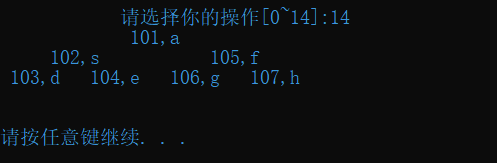 请选择你的操作[0~14]:14
101,a
102,s 105,f
103,d 104,e 106,g 107,h
请按任意键继续. . .